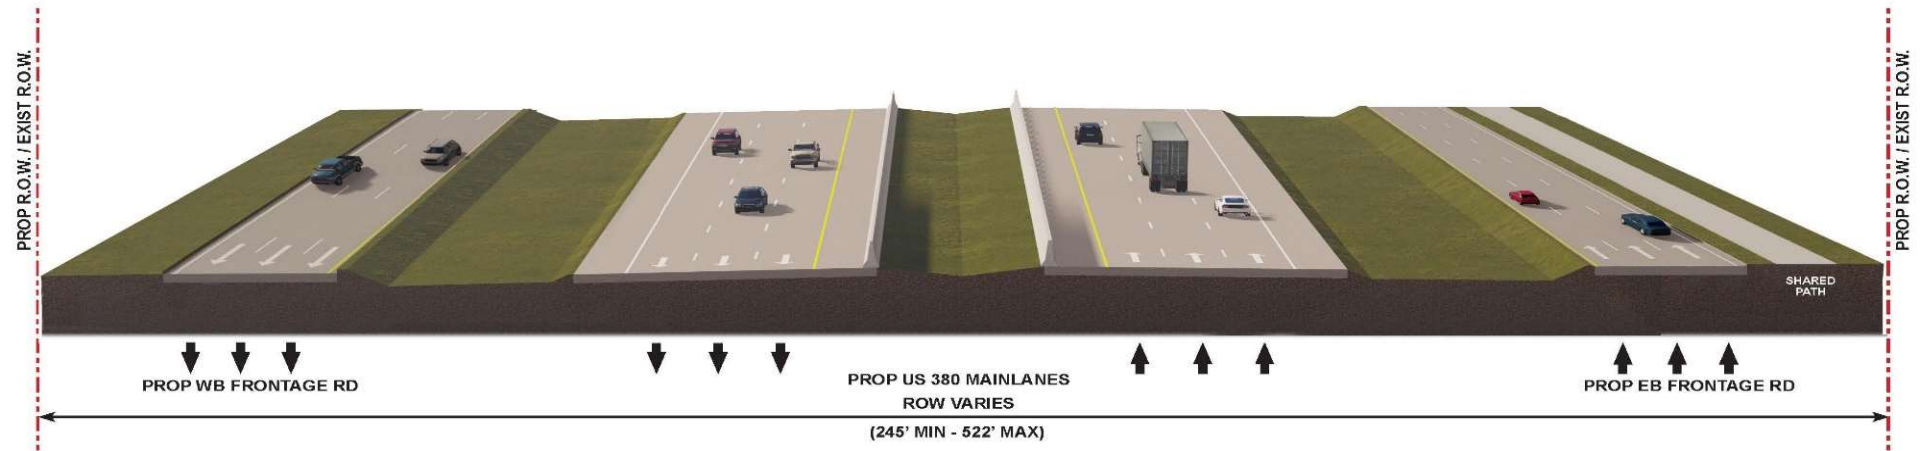 PROP R.O.W. / EXIST R.O.W.
PROP R.O.W. / EXIST R.O.W.
SHARED
PATH
PROP WB FRONTAGE RD
PROP US 380 MAINLANES
PROP EB FRONTAGE RD
ROW VARIES
(245' MIN - 522' MAX)